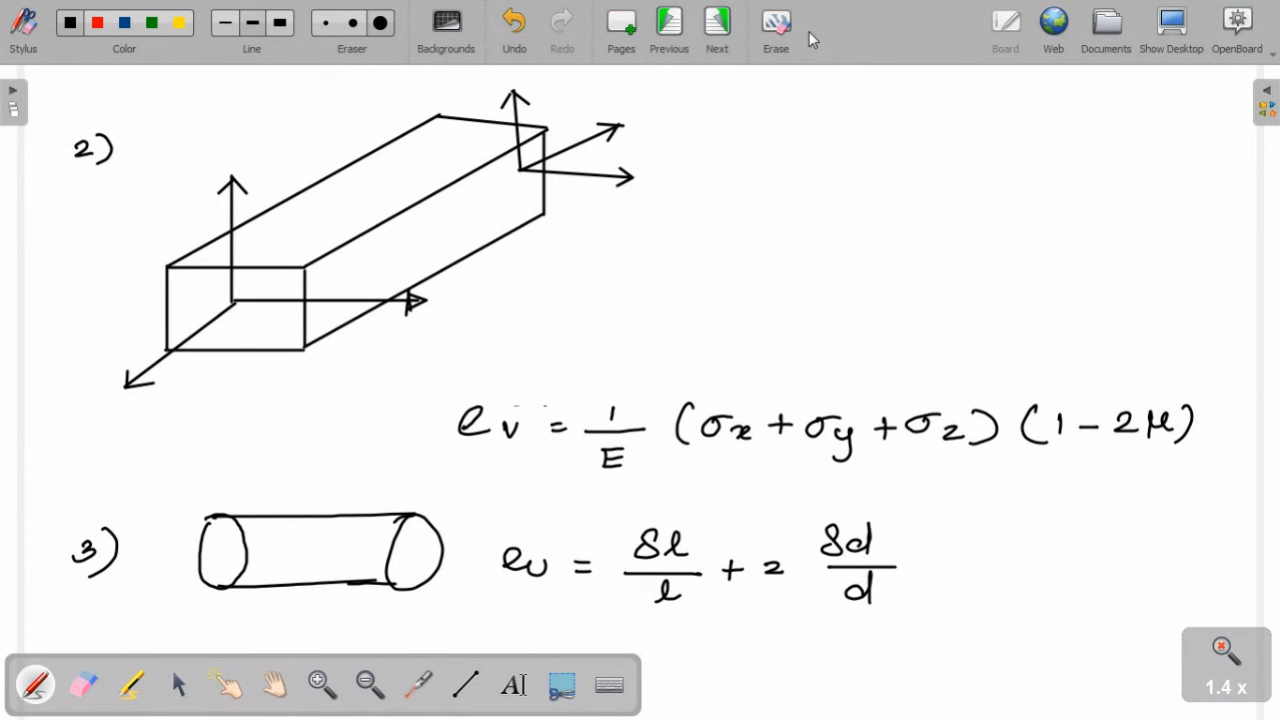 Stylus Color Line Eraser Backgrounds Undo Redo Pages Previous Next Erase Board Web Documents Show Desktop OpenBoard
2)
ev = 1/E (σx + σy + σz) (1 - 2μ)
3) ev = δl/l + 2 δd/d
1.4 x